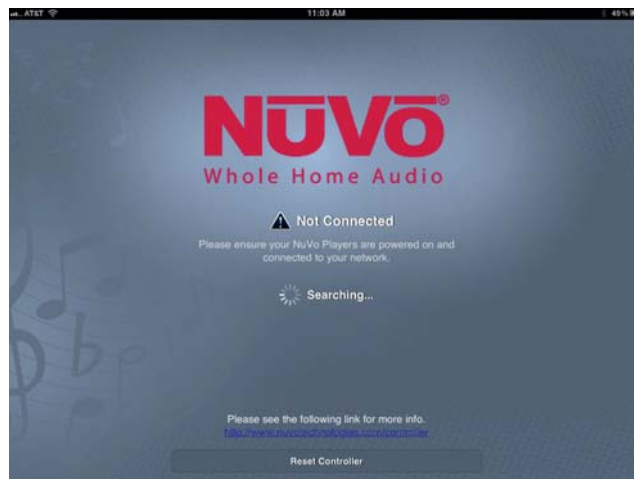 AT&T 11:03 AM 49%
NŪVŌ®
Whole Home Audio
Not Connected
Please ensure your NuVo Players are powered on and
connected to your network.
Searching...
Please see the following link for more info.
http://www.nuvotechnologies.com/controller
Reset Controller